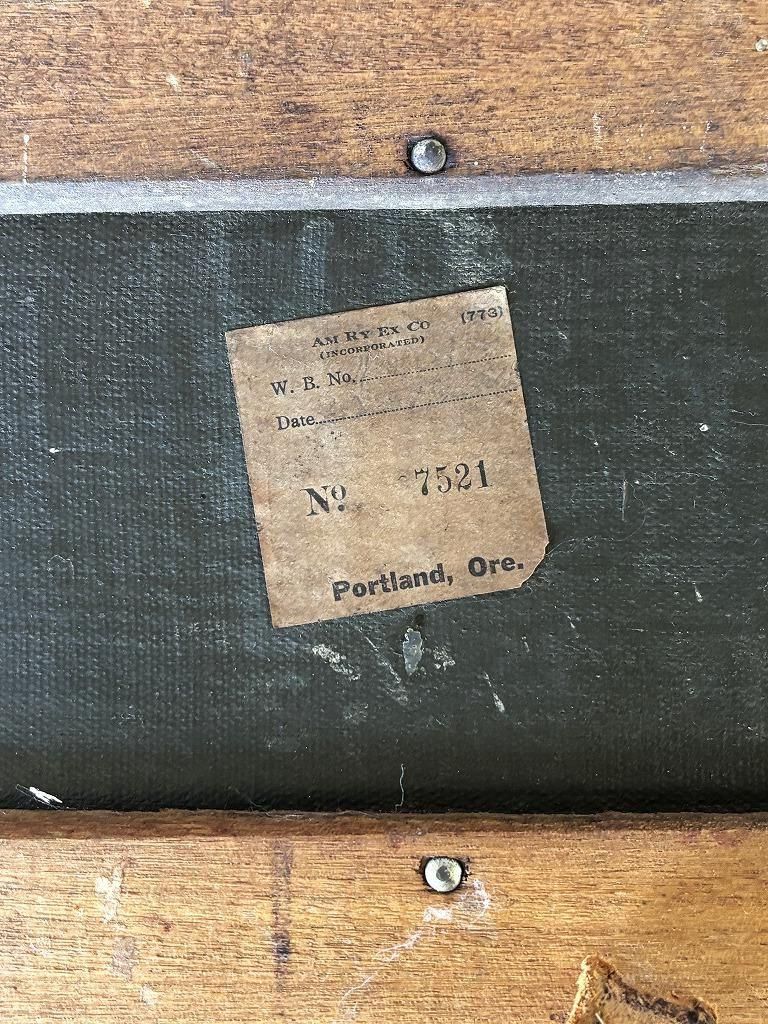 (773)
AM RY EX CO
(INCORPORATED)
W. B. No.....................
Date.............................
No. 7521
Portland, Ore.